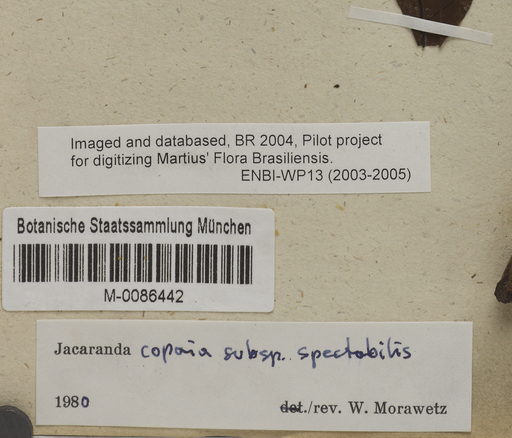 Imaged and databased, BR 2004, Pilot project
for digitizing Martius' Flora Brasiliensis.
ENBI-WP13 (2003-2005)
Botanische Staatssammlung München
M-0086442
Jacaranda copaia subsp. spectabilis
1980 det./rev. W. Morawetz